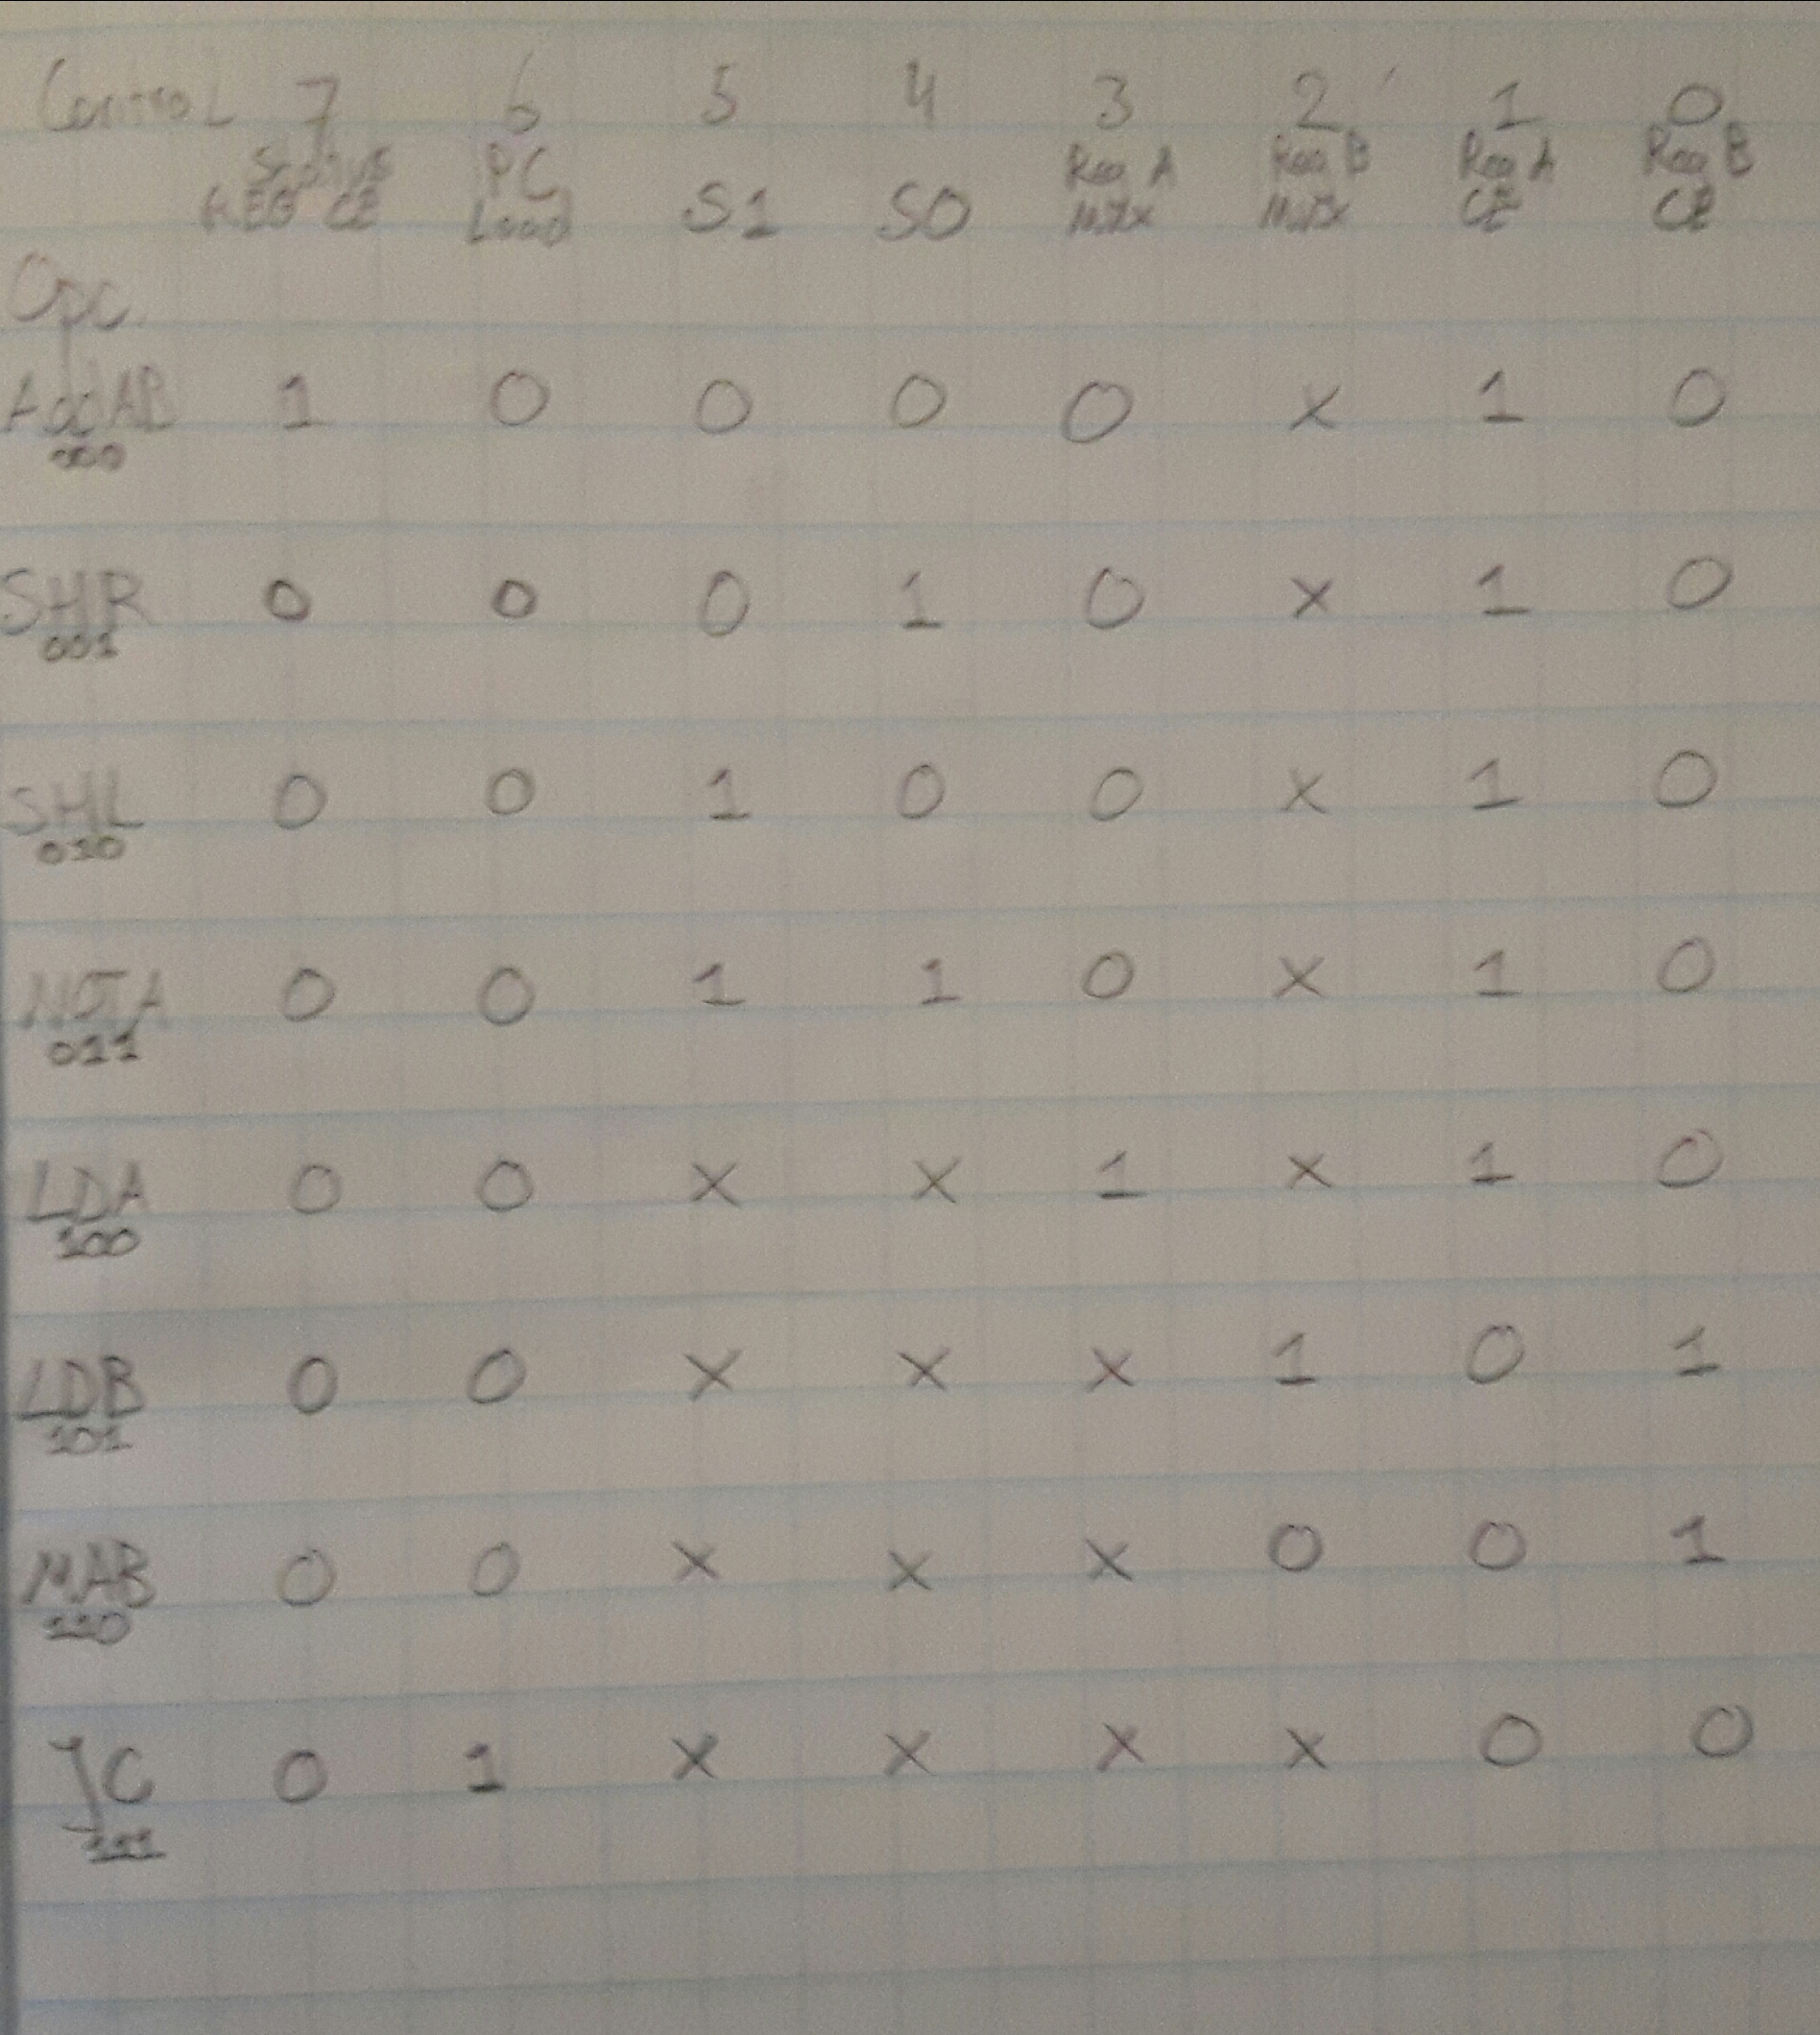 Control 7 6 5 4 3 2 1 0
Status PC Reg A Reg B Reg A Reg B
REG CE Load S1 S0 Mux Mux CE CE
Opc.
AddAB 1 0 0 0 0 x 1 0
000
SHR 0 0 0 1 0 x 1 0
001
SHL 0 0 1 0 0 x 1 0
010
NOTA 0 0 1 1 0 x 1 0
011
LDA 0 0 x x 1 x 1 0
100
LDB 0 0 x x x 1 0 1
101
MAB 0 0 x x x 0 0 1
110
JC 0 1 x x x x 0 0
111